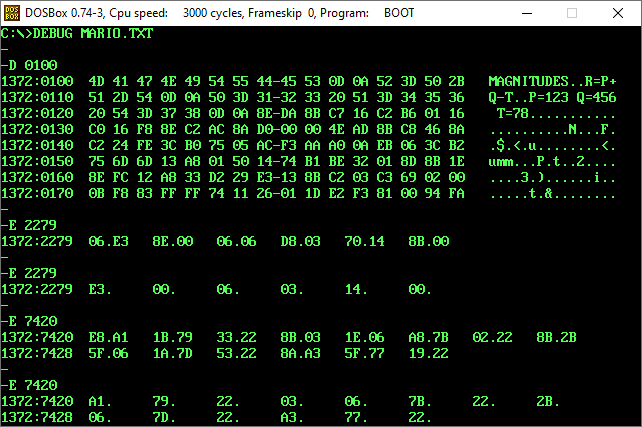 DOSBox 0.74-3, Cpu speed: 3000 cycles, Frameskip 0, Program: BOOT
C:\>DEBUG MARIO.TXT
-
-D 0100
1372:0100 4D 41 47 4E 49 54 55 44-45 53 0D 0A 52 3D 50 2B MAGNITUDES..R=P+
1372:0110 51 2D 54 0D 0A 50 3D 31-32 33 20 51 3D 34 35 36 Q-T..P=123 Q=456
1372:0120 20 54 3D 37 38 0D 0A 8E-DA 8B C7 16 C2 B6 01 16 T=78...........
1372:0130 C0 16 F8 8E C2 AC 8A D0-00 00 4E AD 8B C8 46 8A ..........N...F.
1372:0140 C2 24 FE 3C B0 75 05 AC-F3 AA A0 0A EB 06 3C B2 .$.<.u........<.
1372:0150 75 6D 6D 13 A8 01 50 14-74 B1 BE 32 01 8D 8B 1E umm...P.t..2....
1372:0160 8E FC 12 A8 33 D2 29 E3-13 8B C2 03 C3 69 02 00 ....3.)......i..
1372:0170 0B F8 83 FF FF 74 11 26-01 1D E2 F3 81 00 94 FA .....t.&........
-
-E 2279
1372:2279 06.E3 8E.00 06.06 D8.03 70.14 8B.00
-
-E 2279
1372:2279 E3. 00. 06. 03. 14. 00.
-
-E 7420
1372:7420 E8.A1 1B.79 33.22 8B.03 1E.06 A8.7B 02.22 8B.2B
1372:7428 5F.06 1A.7D 53.22 8A.A3 5F.77 19.22
-
-E 7420
1372:7420 A1. 79. 22. 03. 06. 7B. 22. 2B.
1372:7428 06. 7D. 22. A3. 77. 22.